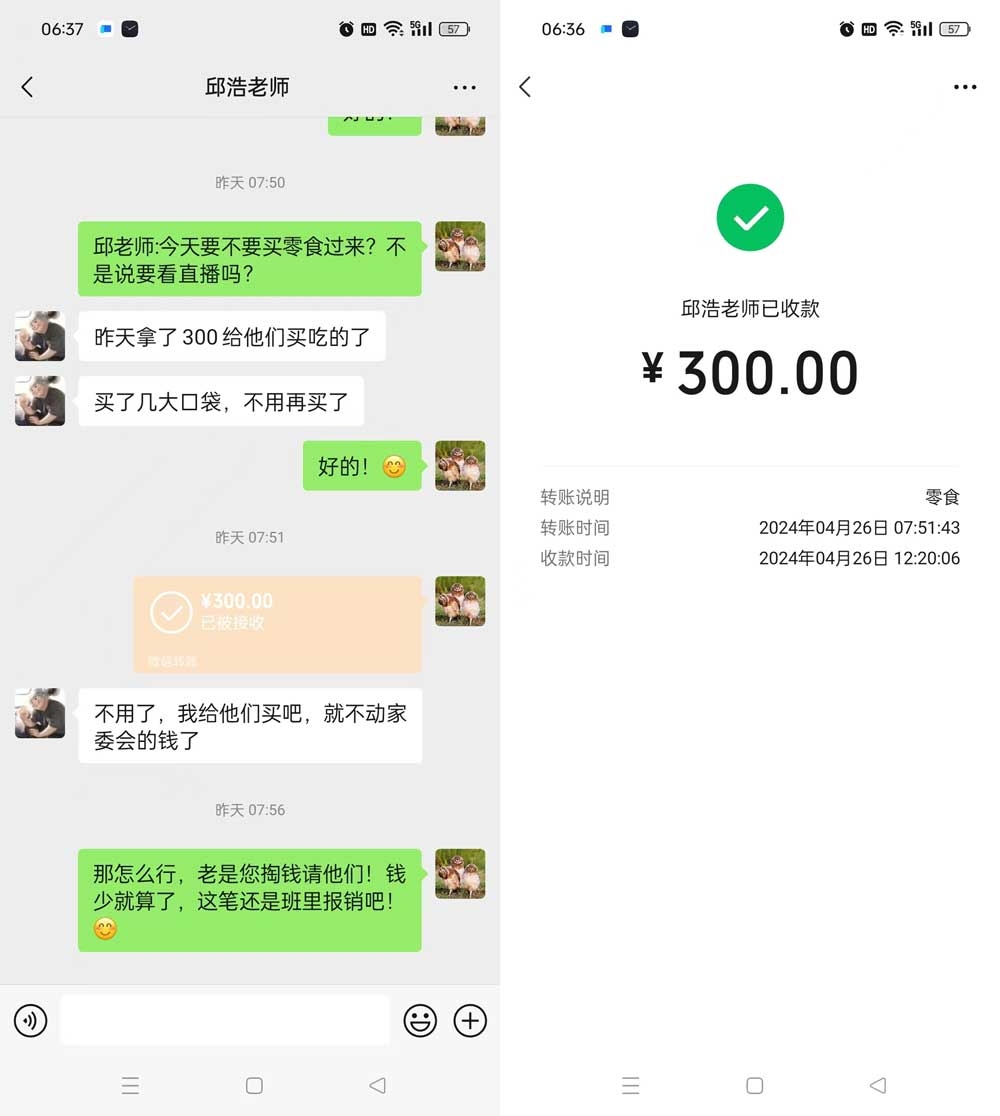 06:37
HD
5G
57
邱浩老师
好的!
昨天 07:50
邱老师:今天要不要买零食过来？不
是说要看直播吗？
昨天拿了 300 给他们买吃的了
买了几大口袋，不用再买了
好的！
昨天 07:51
¥300.00
已被接收
微信转账
不用了，我给他们买吧，就不动家
委会的钱了
昨天 07:56
那怎么行，老是您掏钱请他们！钱
少就算了，这笔还是班里报销吧！
06:36
HD
5G
57
邱浩老师已收款
¥300.00
转账说明 零食
转账时间 2024年04月26日 07:51:43
收款时间 2024年04月26日 12:20:06